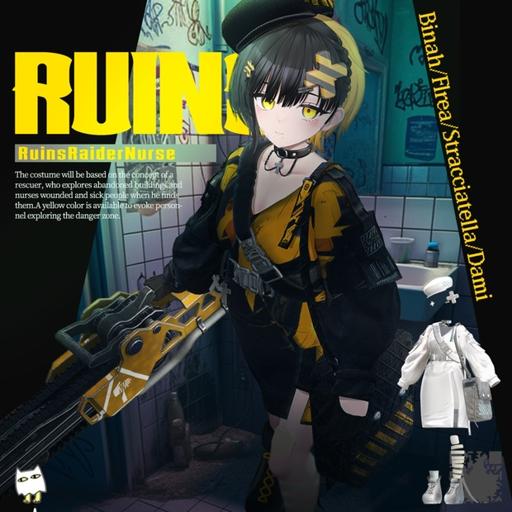 RUINS
RuinsRaiderNurse
The costume will be based on the concept of a
rescuer, who explores abandoned buildings and
nurses wounded and sick people when he finds
them.A yellow color is available to evoke person-
nel exploring the danger zone.
Binah/Flrea/Stracciatella/Dami